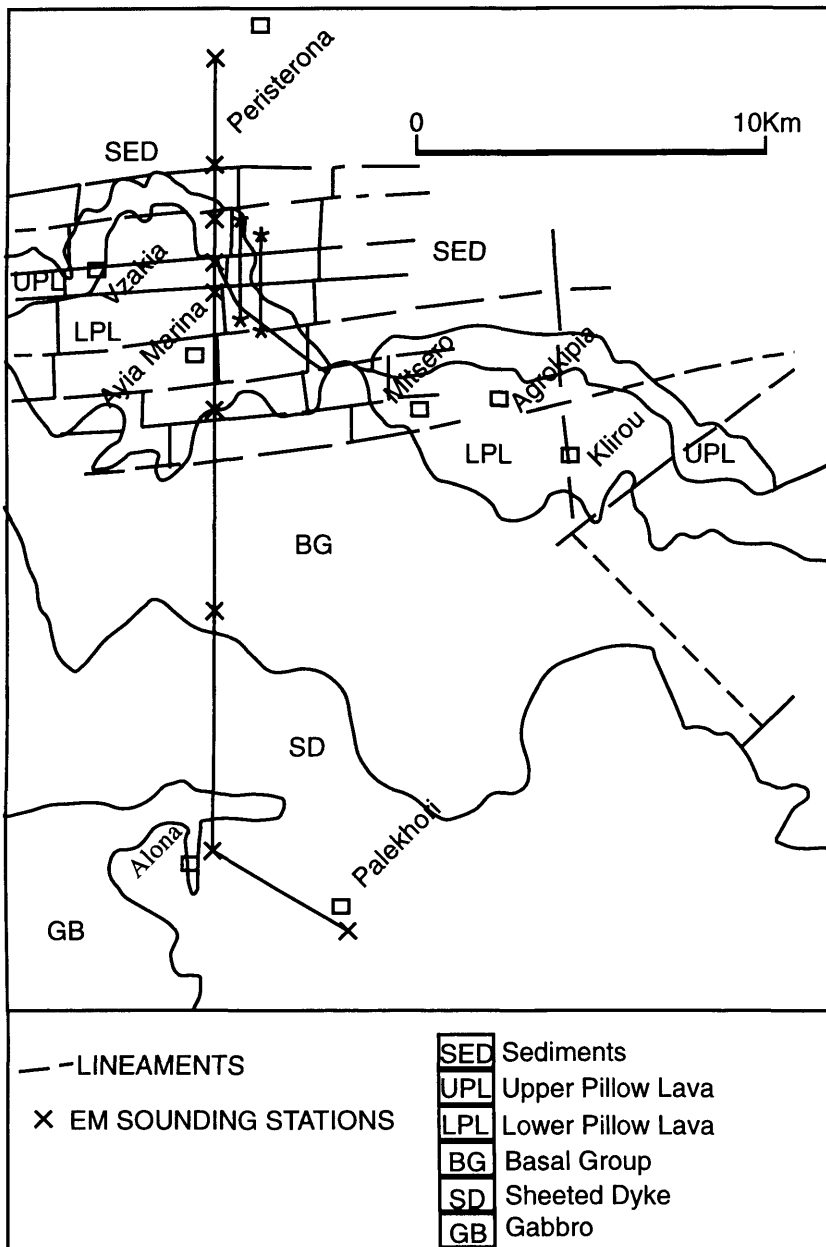 Peristerona
0 10Km
SED
SED
UPL
Vzakia
LPL
Ayia Marina
Mitsero
Agrokipia
Klirou
LPL
UPL
BG
SD
Alona
Palekhori
GB
LINEAMENTS
EM SOUNDING STATIONS
SED Sediments
UPL Upper Pillow Lava
LPL Lower Pillow Lava
BG Basal Group
SD Sheeted Dyke
GB Gabbro